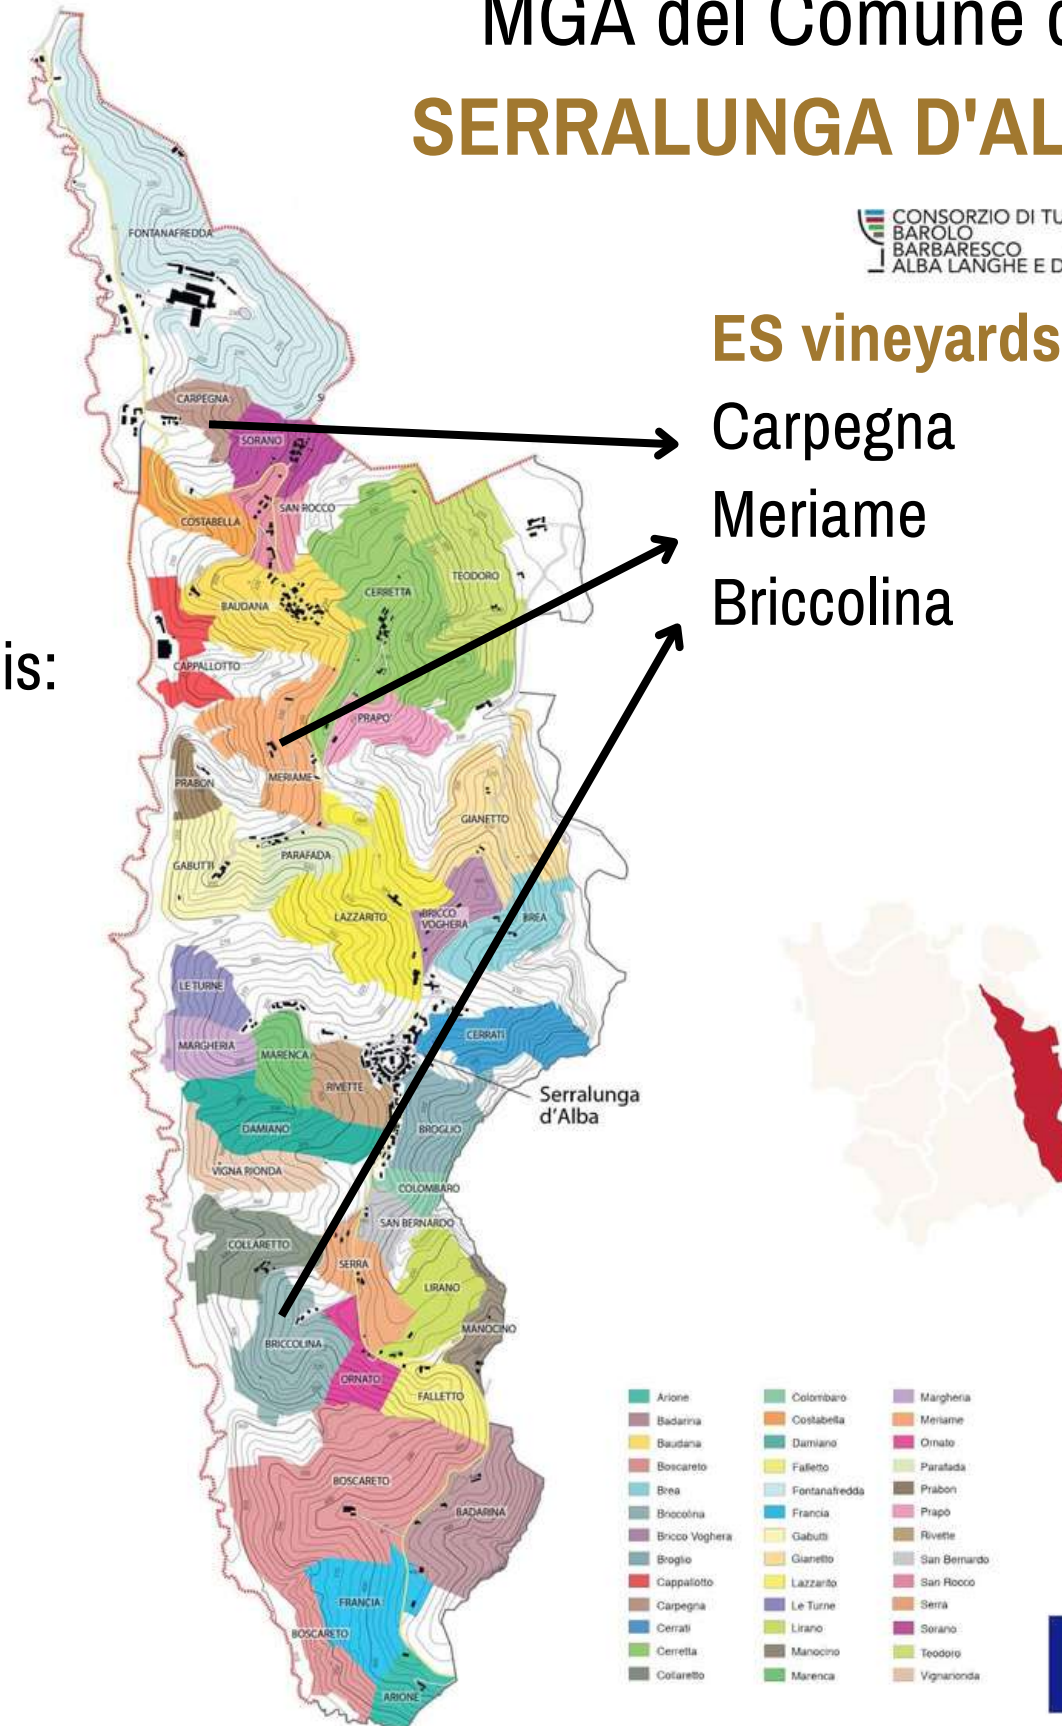 MGA del Comune d
SERRALUNGA D'AL
CONSORZIO DI TU
BAROLO
BARBARESCO
ALBA LANGHE E D
ES vineyards
Carpegna
Meriame
Briccolina
is:
FONTANAFREDDA
CARPEGNA
S
SORANO
SAN ROCCO
COSTABELLA
TEODORO
CERRETTA
BAUDANA
CAPPALLOTTO
PRAPO'
MERIAME
PRABON
GIANETTO
PARAFADA
GABUTTI
LAZZARITO
BRICCO
VOGHERA
BREA
LE TURNE
CERRATI
MARGHERIA
MARENCA
RIVETTE
Serralunga
d'Alba
DAMIANO
BROGLIO
VIGNA RIONDA
COLOMBARO
SAN BERNARDO
COLLARETTO
SERRA
LIRANO
MANOCINO
BRICCOLINA
ORNATO
FALLETTO
BOSCARETO
BADARINA
FRANCIA
BOSCARETO
ARIONE
Arione
Badarina
Baudana
Boscareto
Brea
Briccolina
Bricco Voghera
Broglio
Cappallotto
Carpegna
Cerrati
Cerretta
Collaretto
Colombaro
Costabella
Damiano
Falletto
Fontanafredda
Francia
Gabutti
Gianetto
Lazzarito
Le Turne
Lirano
Manocino
Marenca
Margheria
Meriame
Ornato
Parafada
Prabon
Prapò
Rivette
San Bernardo
San Rocco
Serra
Sorano
Teodoro
Vignarionda